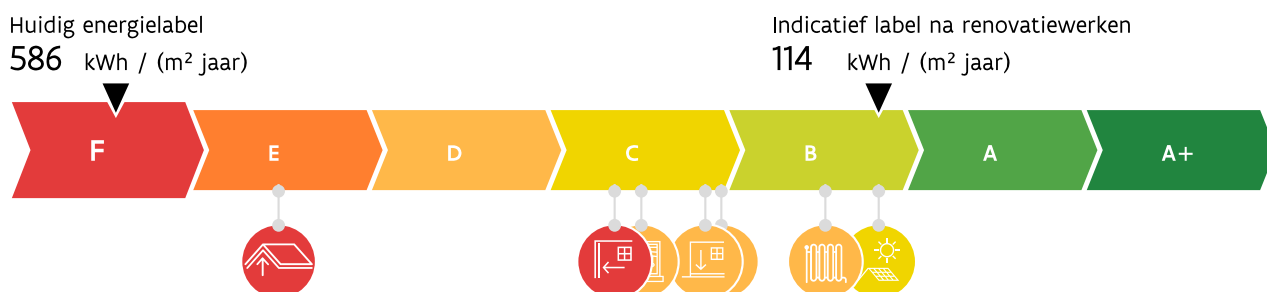 Huidig energielabel
586 kWh / (m² jaar)
Indicatief label na renovatiewerken
114 kWh / (m² jaar)
F E D C B A A+